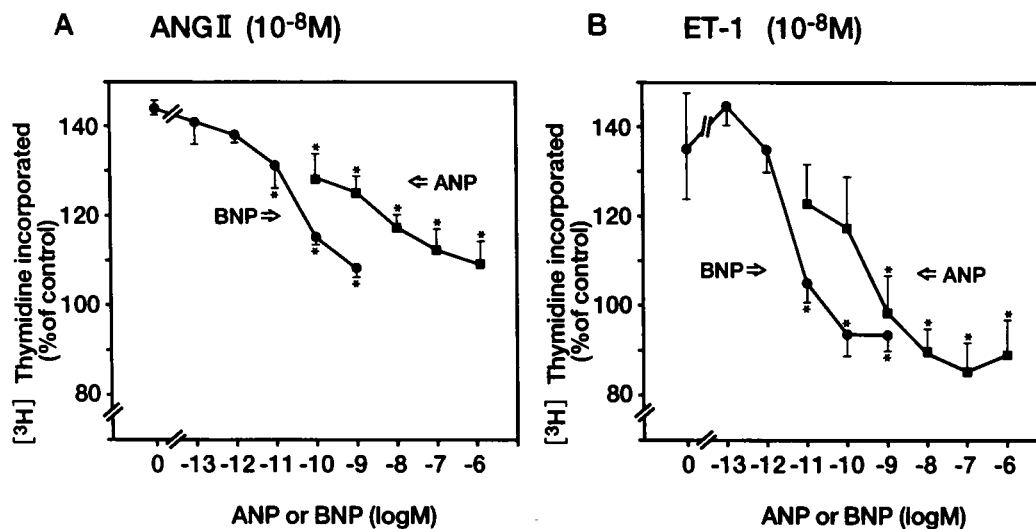 A ANGⅡ (10-8M)
B ET-1 (10-8M)
[3H] Thymidine incorporated
(% of control)
140
120
100
80
BNP⇨
⇦ANP
* * * * * * * *
0 -13 -12 -11 -10 -9 -8 -7 -6
ANP or BNP (logM)
[3H] Thymidine incorporated
(% of control)
140
120
100
80
BNP⇨
⇦ANP
* * * * * * *
0 -13 -12 -11 -10 -9 -8 -7 -6
ANP or BNP (logM)